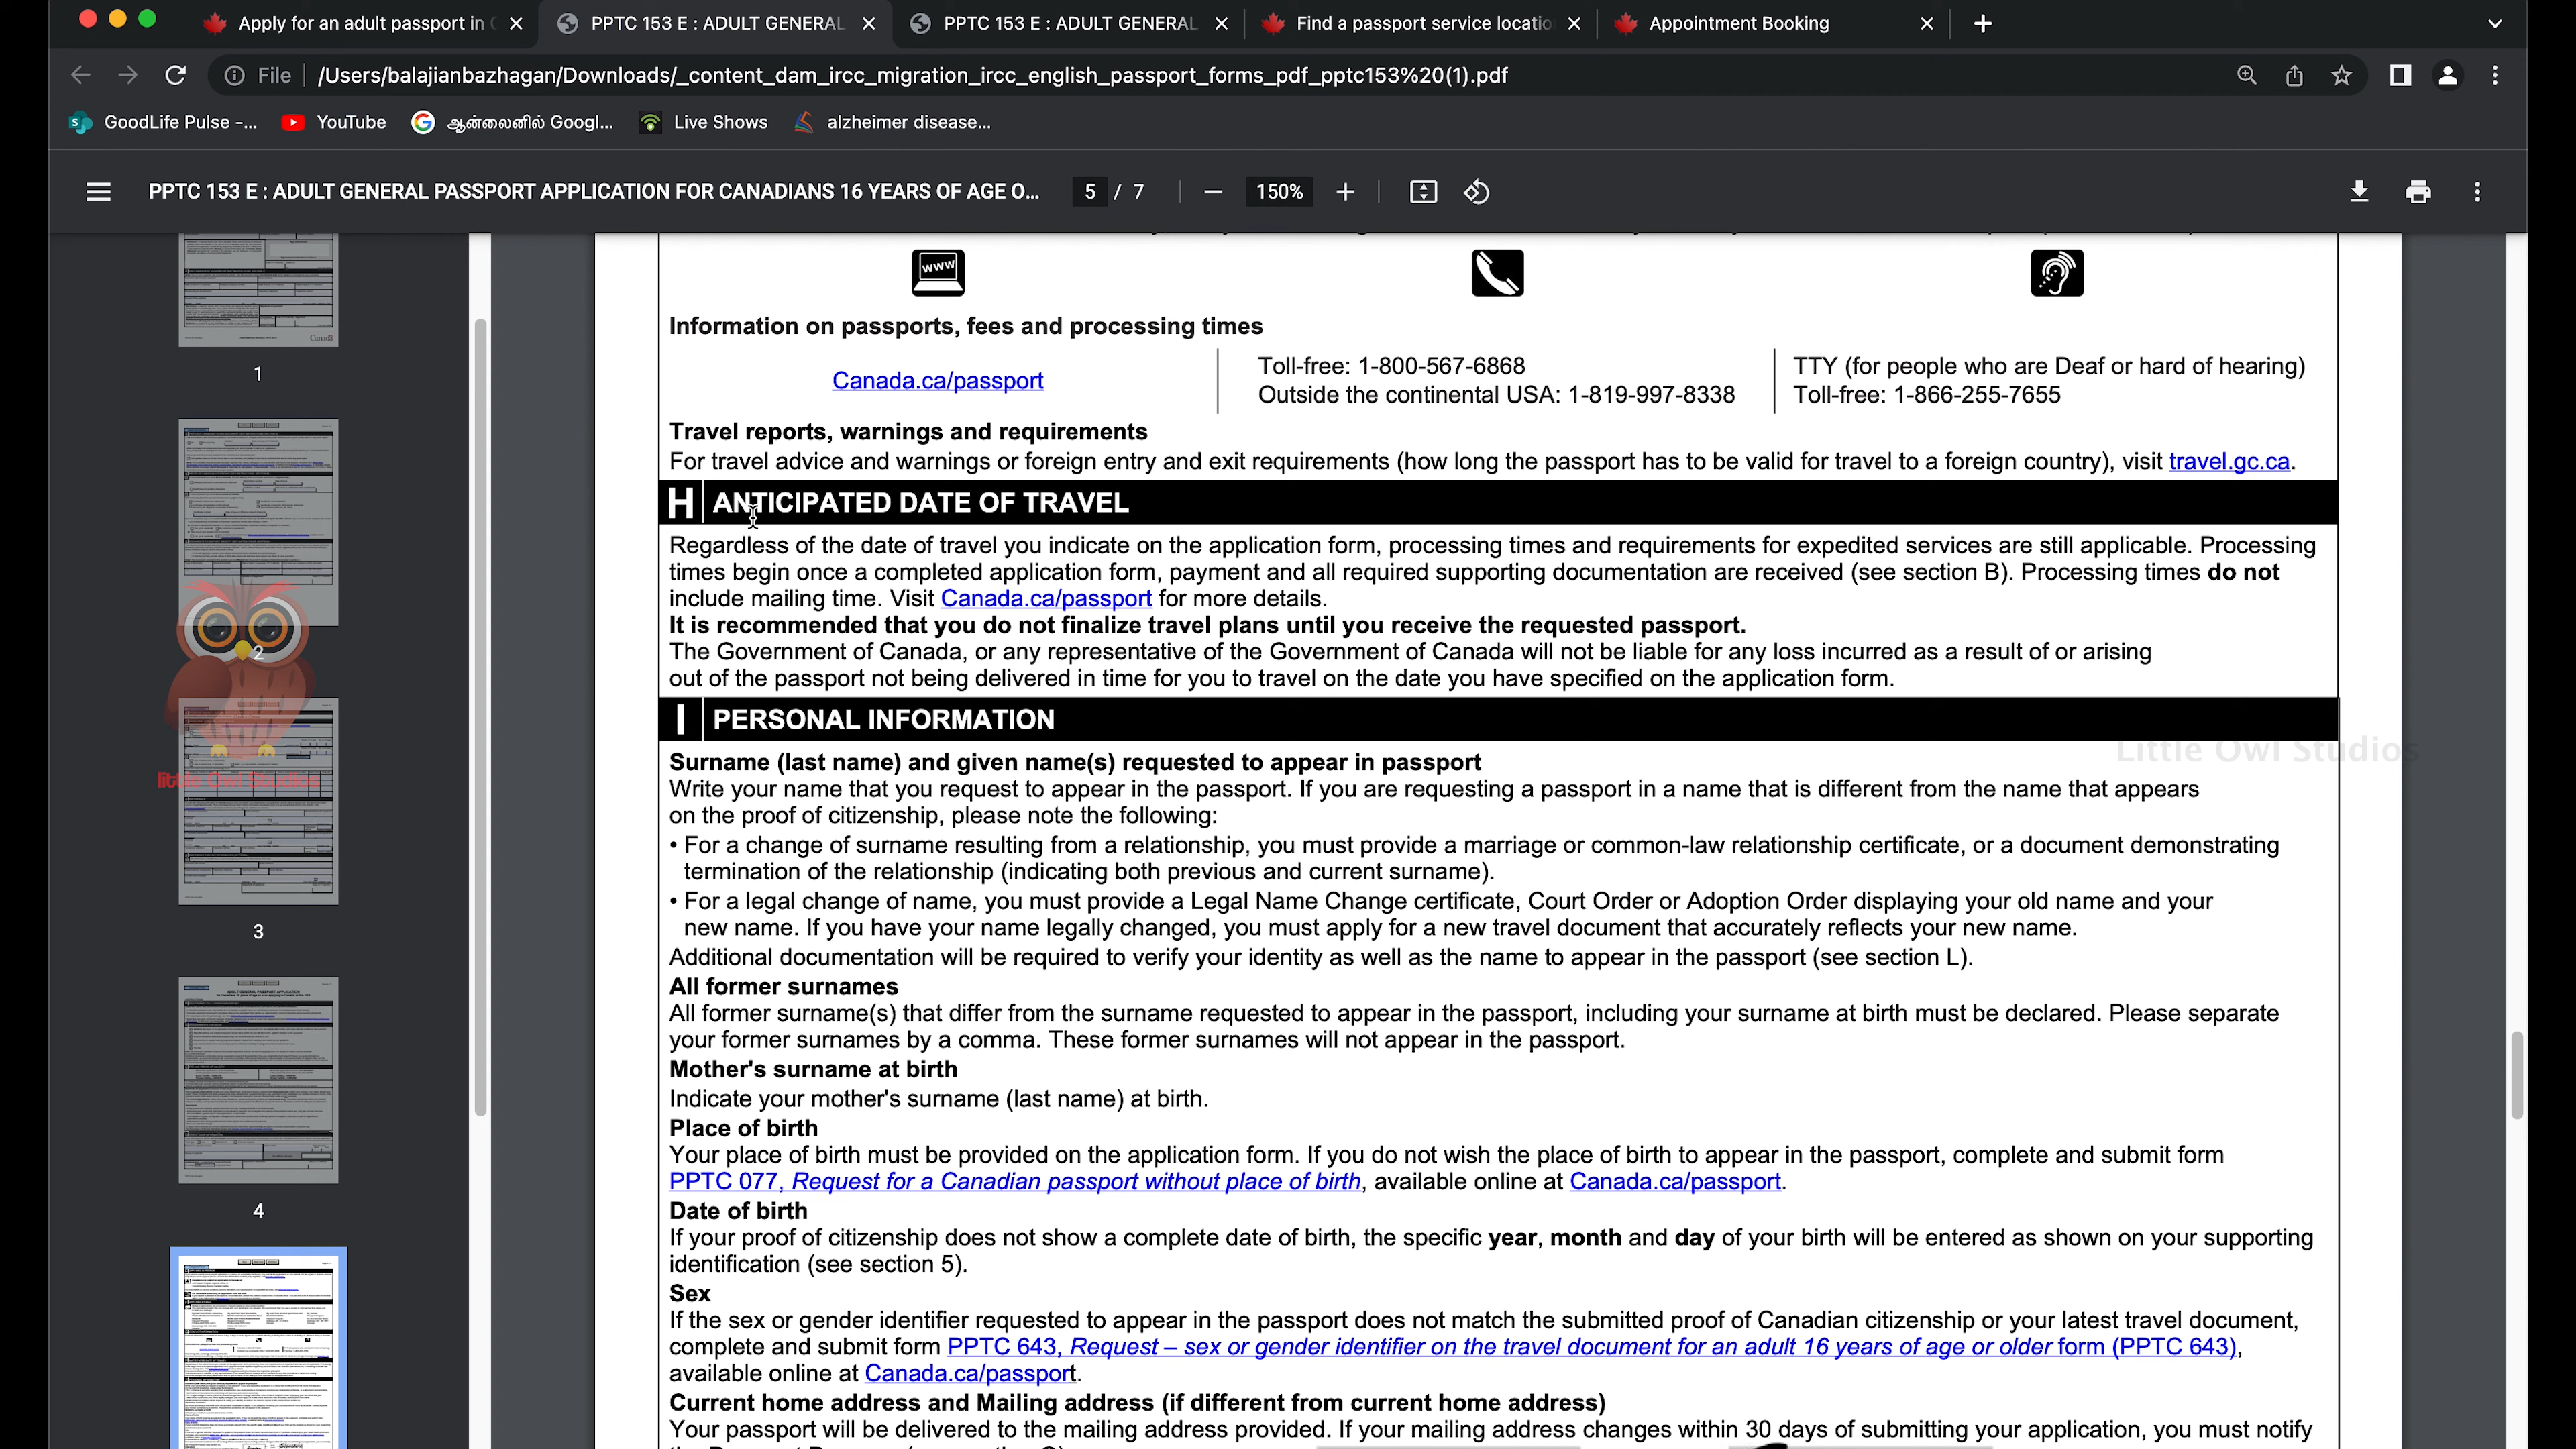 Apply for an adult passport in C
PPTC 153 E : ADULT GENERAL
PPTC 153 E : ADULT GENERAL
Find a passport service locatio
Appointment Booking
File
/Users/balajianbazhagan/Downloads/_content_dam_ircc_migration_ircc_english_passport_forms_pdf_pptc153%20(1).pdf
GoodLife Pulse -...
YouTube
ஆன்லைனில் Googl...
Live Shows
alzheimer disease...
PPTC 153 E : ADULT GENERAL PASSPORT APPLICATION FOR CANADIANS 16 YEARS OF AGE O...
5 / 7
150%
1
2
little Owl Studios
3
4
www
Information on passports, fees and processing times
Canada.ca/passport
Toll-free: 1-800-567-6868
Outside the continental USA: 1-819-997-8338
TTY (for people who are Deaf or hard of hearing)
Toll-free: 1-866-255-7655
Travel reports, warnings and requirements
For travel advice and warnings or foreign entry and exit requirements (how long the passport has to be valid for travel to a foreign country), visit travel.gc.ca.
H ANTICIPATED DATE OF TRAVEL
Regardless of the date of travel you indicate on the application form, processing times and requirements for expedited services are still applicable. Processing
times begin once a completed application form, payment and all required supporting documentation are received (see section B). Processing times do not
include mailing time. Visit Canada.ca/passport for more details.
It is recommended that you do not finalize travel plans until you receive the requested passport.
The Government of Canada, or any representative of the Government of Canada will not be liable for any loss incurred as a result of or arising
out of the passport not being delivered in time for you to travel on the date you have specified on the application form.
I PERSONAL INFORMATION
Little Owl Studios
Surname (last name) and given name(s) requested to appear in passport
Write your name that you request to appear in the passport. If you are requesting a passport in a name that is different from the name that appears
on the proof of citizenship, please note the following:
• For a change of surname resulting from a relationship, you must provide a marriage or common-law relationship certificate, or a document demonstrating
termination of the relationship (indicating both previous and current surname).
• For a legal change of name, you must provide a Legal Name Change certificate, Court Order or Adoption Order displaying your old name and your
new name. If you have your name legally changed, you must apply for a new travel document that accurately reflects your new name.
Additional documentation will be required to verify your identity as well as the name to appear in the passport (see section L).
All former surnames
All former surname(s) that differ from the surname requested to appear in the passport, including your surname at birth must be declared. Please separate
your former surnames by a comma. These former surnames will not appear in the passport.
Mother's surname at birth
Indicate your mother's surname (last name) at birth.
Place of birth
Your place of birth must be provided on the application form. If you do not wish the place of birth to appear in the passport, complete and submit form
PPTC 077, Request for a Canadian passport without place of birth, available online at Canada.ca/passport.
Date of birth
If your proof of citizenship does not show a complete date of birth, the specific year, month and day of your birth will be entered as shown on your supporting
identification (see section 5).
Sex
If the sex or gender identifier requested to appear in the passport does not match the submitted proof of Canadian citizenship or your latest travel document,
complete and submit form PPTC 643, Request – sex or gender identifier on the travel document for an adult 16 years of age or older form (PPTC 643),
available online at Canada.ca/passport.
Current home address and Mailing address (if different from current home address)
Your passport will be delivered to the mailing address provided. If your mailing address changes within 30 days of submitting your application, you must notify